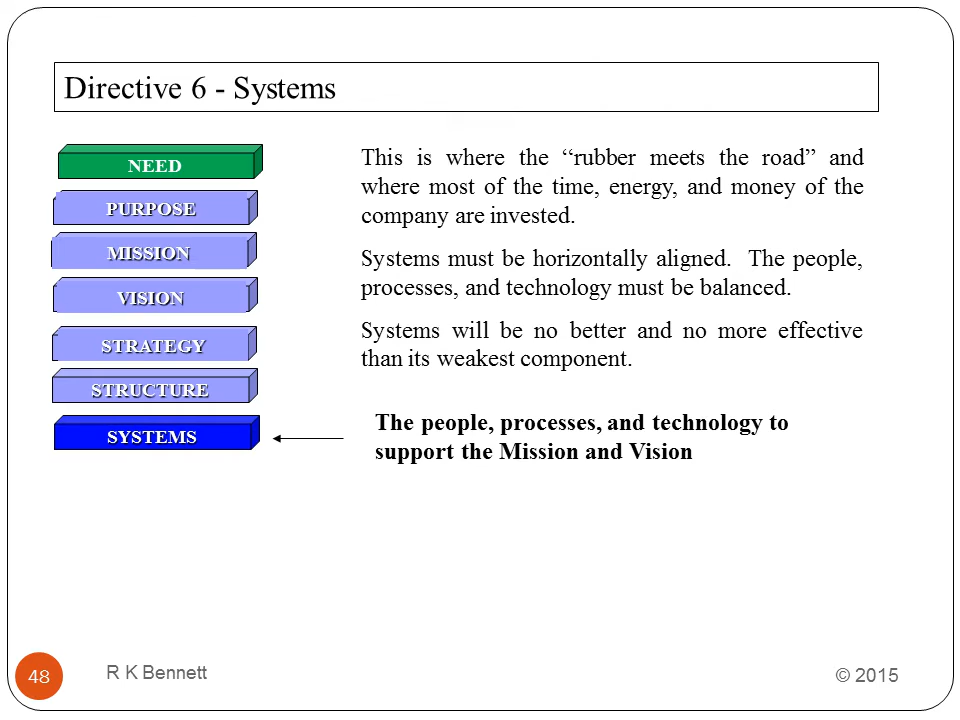 Directive 6 - Systems
NEED
PURPOSE
MISSION
VISION
STRATEGY
STRUCTURE
SYSTEMS
This is where the “rubber meets the road” and
where most of the time, energy, and money of the
company are invested.
Systems must be horizontally aligned.  The people,
processes, and technology must be balanced.
Systems will be no better and no more effective
than its weakest component.
The people, processes, and technology to
support the Mission and Vision
48
R K Bennett
© 2015